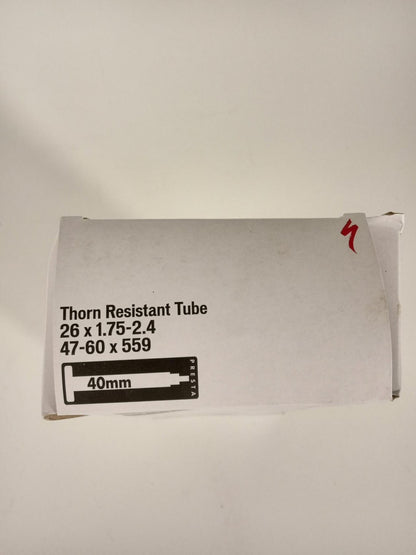 Thorn Resistant Tube
26 x 1.75-2.4
47-60 x 559
40mm
PRESTA